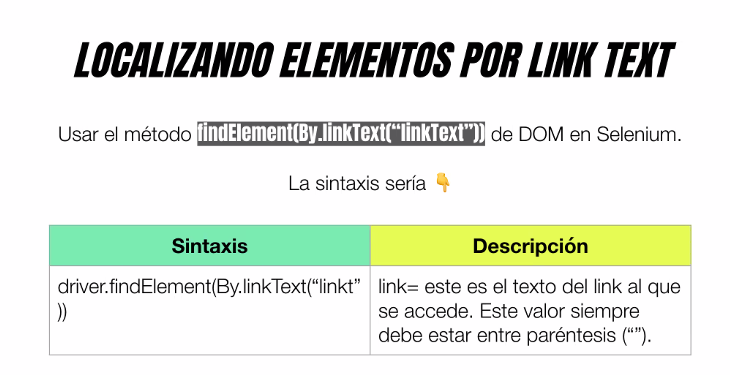 LOCALIZANDO ELEMENTOS POR LINK TEXT
Usar el método findElement(By.linkText(“linkText”)) de DOM en Selenium.
La sintaxis sería 👇
Sintaxis
Descripción
driver.findElement(By.linkText(“linkt”
))
link= este es el texto del link al que
se accede. Este valor siempre
debe estar entre paréntesis (“”).